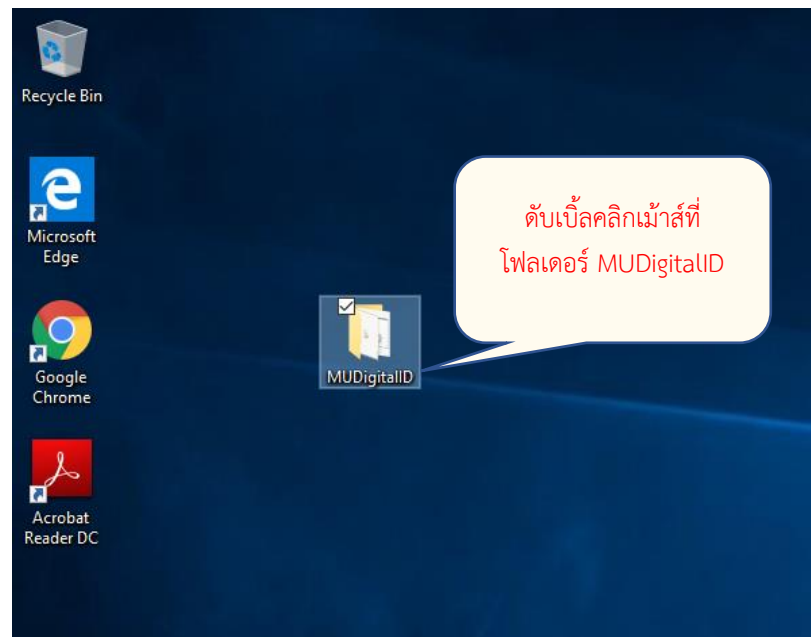 Recycle Bin
Microsoft
Edge
Google
Chrome
Acrobat
Reader DC
MUDigitalID
ดับเบิ้ลคลิกเม้าส์ที่
โฟลเดอร์ MUDigitalID